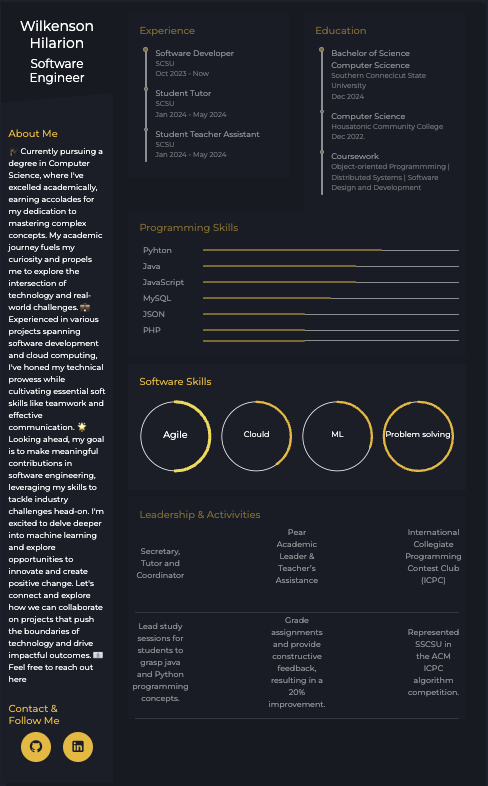 Wilkenson
Hilarion
Software
Engineer
About Me
🎓 Currently pursuing a
degree in Computer
Science, where I've
excelled academically,
earning accolades for
my dedication to
mastering complex
concepts. My academic
journey fuels my
curiosity and propels
me to explore the
intersection of
technology and real-
world challenges. 💼
Experienced in various
projects spanning
software development
and cloud computing,
I've honed my technical
prowess while
cultivating essential soft
skills like teamwork and
effective
communication. 🌟
Looking ahead, my goal
is to make meaningful
contributions in
software engineering,
leveraging my skills to
tackle industry
challenges head-on. I'm
excited to delve deeper
into machine learning
and explore
opportunities to
innovate and create
positive change. Let's
connect and explore
how we can collaborate
on projects that push
the boundaries of
technology and drive
impactful outcomes. 📧
Feel free to reach out
here
Contact &
Follow Me
Experience
Software Developer
SCSU
Oct 2023 - Now
Student Tutor
SCSU
Jan 2024 - May 2024
Student Teacher Assistant
SCSU
Jan 2024 - May 2024
Education
Bachelor of Science
Computer Scicence
Southern Connecicut State
University
Dec 2024
Computer Science
Housatonic Community College
Dec 2022.
Coursework
Object-oriented Programmming |
Distributed Systems | Software
Design and Development
Programming Skills
Pyhton
Java
JavaScript
MySQL
JSON
PHP
Software Skills
Agile
Clould
ML
Problem solving
Leadership & Activivities
Secretary,
Tutor and
Coordinator
Pear
Academic
Leader &
Teacher's
Assistance
International
Collegiate
Programming
Contest Club
(ICPC)
Lead study
sessions for
students to
grasp java
and Python
programming
concepts.
Grade
assignments
and provide
constructive
feedback,
resulting in a
20%
improvement.
Represented
SSCSU in
the ACM
ICPC
algorithm
competition.